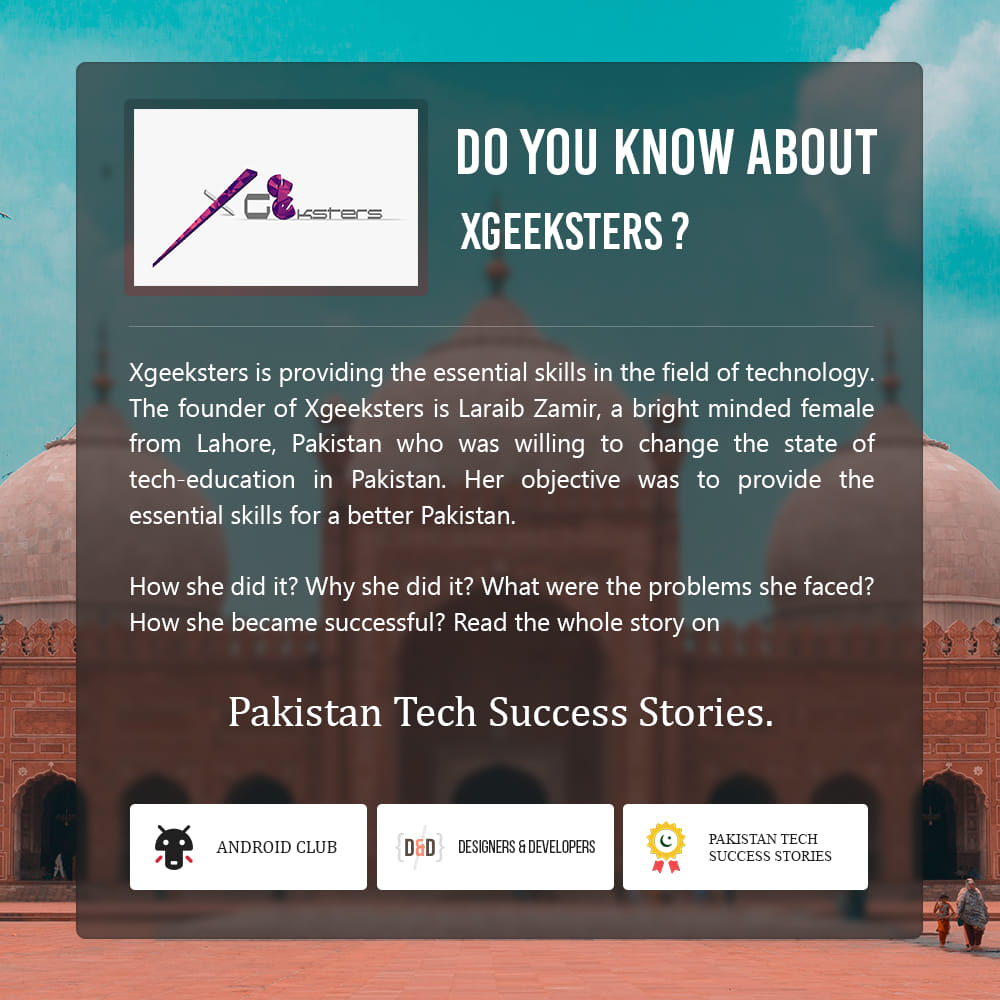 XGeeksters
DO YOU KNOW ABOUT
XGEEKSTERS ?
Xgeeksters is providing the essential skills in the field of technology.
The founder of Xgeeksters is Laraib Zamir, a bright minded female
from Lahore, Pakistan who was willing to change the state of
tech-education in Pakistan. Her objective was to provide the
essential skills for a better Pakistan.
How she did it? Why she did it? What were the problems she faced?
How she became successful? Read the whole story on
Pakistan Tech Success Stories.
ANDROID CLUB
{D&D}
DESIGNERS & DEVELOPERS
PAKISTAN TECH
SUCCESS STORIES